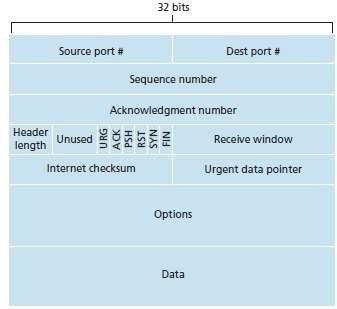 32 bits
Source port # Dest port #
Sequence number
Acknowledgment number
Header length Unused URG ACK PSH RST SYN FIN Receive window
Internet checksum Urgent data pointer
Options
Data